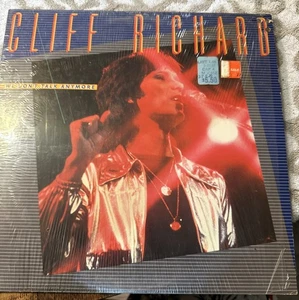 CLIFF RICHARD
WE DON'T TALK ANYMORE